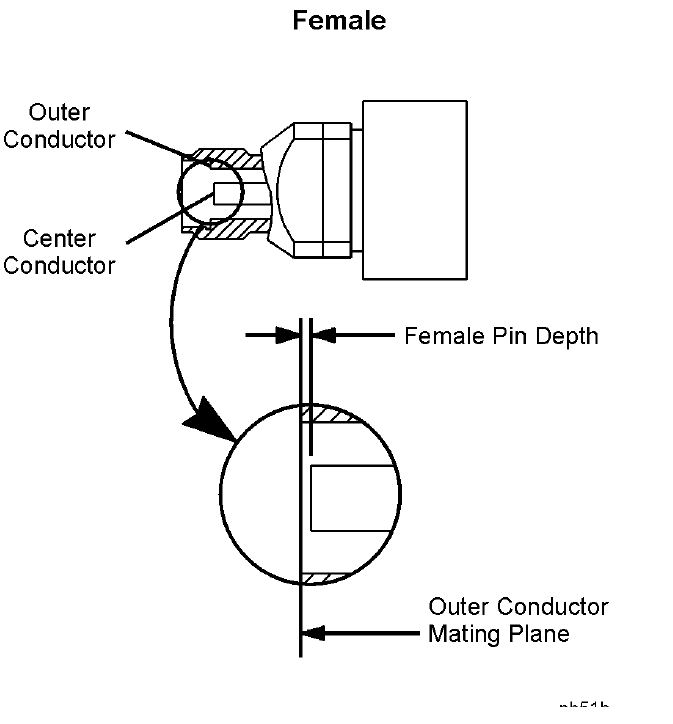 Female
Outer
Conductor
Center
Conductor
Female Pin Depth
Outer Conductor
Mating Plane